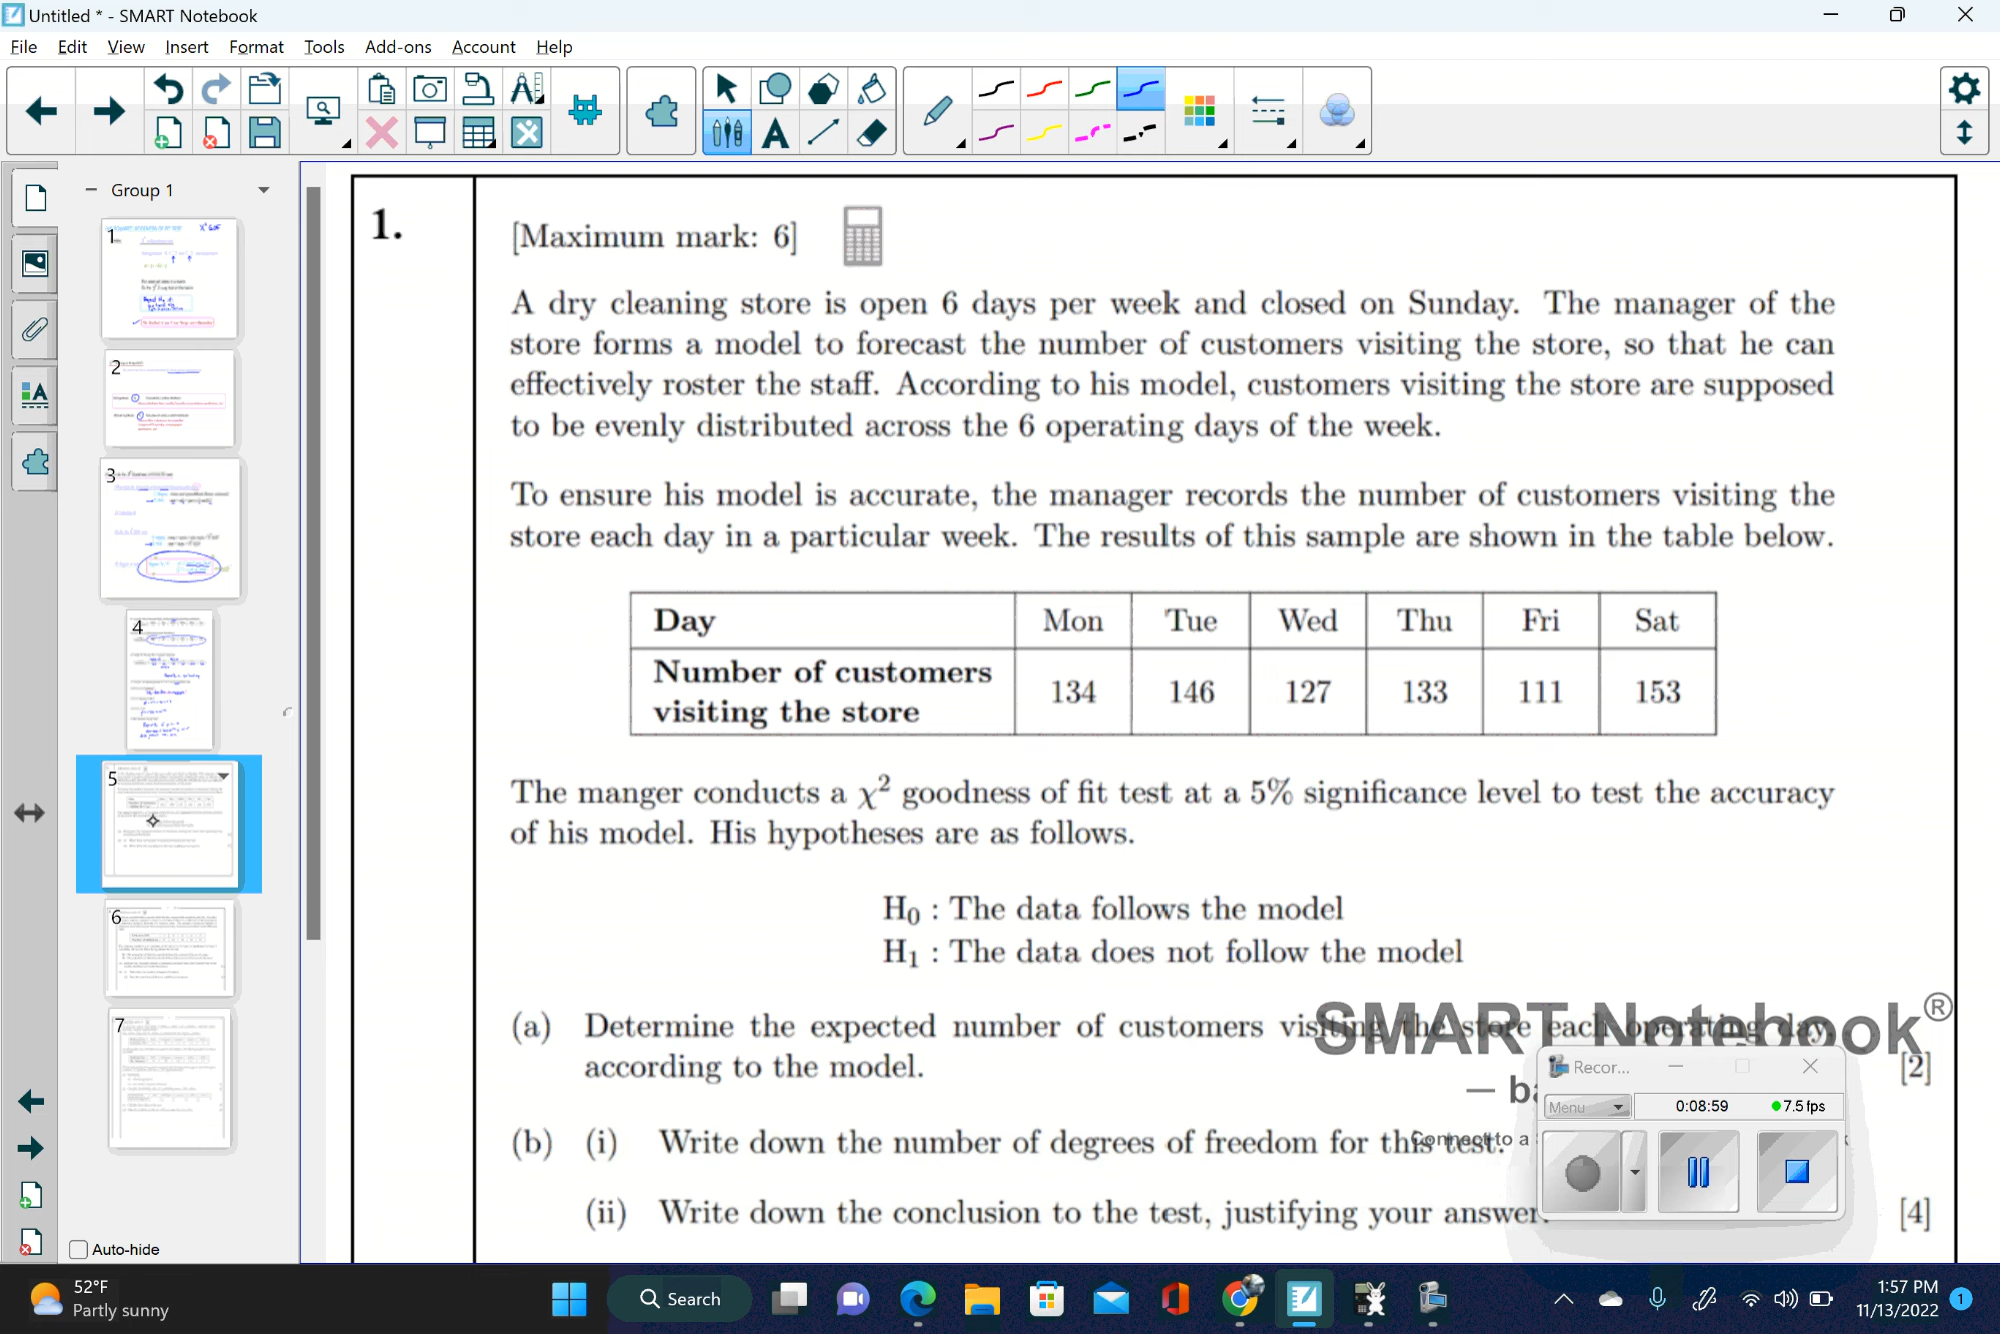 Untitled * - SMART Notebook
File Edit View Insert Format Tools Add-ons Account Help
Group 1
1
2
3
4
5
6
7
Auto-hide
1.
[Maximum mark: 6]
A dry cleaning store is open 6 days per week and closed on Sunday. The manager of the
store forms a model to forecast the number of customers visiting the store, so that he can
effectively roster the staff. According to his model, customers visiting the store are supposed
to be evenly distributed across the 6 operating days of the week.
To ensure his model is accurate, the manager records the number of customers visiting the
store each day in a particular week. The results of this sample are shown in the table below.
Day Mon Tue Wed Thu Fri Sat
Number of customers
visiting the store 134 146 127 133 111 153
The manger conducts a χ² goodness of fit test at a 5% significance level to test the accuracy
of his model. His hypotheses are as follows.
H₀ : The data follows the model
H₁ : The data does not follow the model
(a) Determine the expected number of customers visiting the store each operating day,
according to the model. [2]
SMART Notebook®
(b) (i) Write down the number of degrees of freedom for this test.
Connect to a
(ii) Write down the conclusion to the test, justifying your answer. [4]
Recor...
Menu 0:08:59 7.5 fps
52°F
Partly sunny
Search
1:57 PM
11/13/2022
1